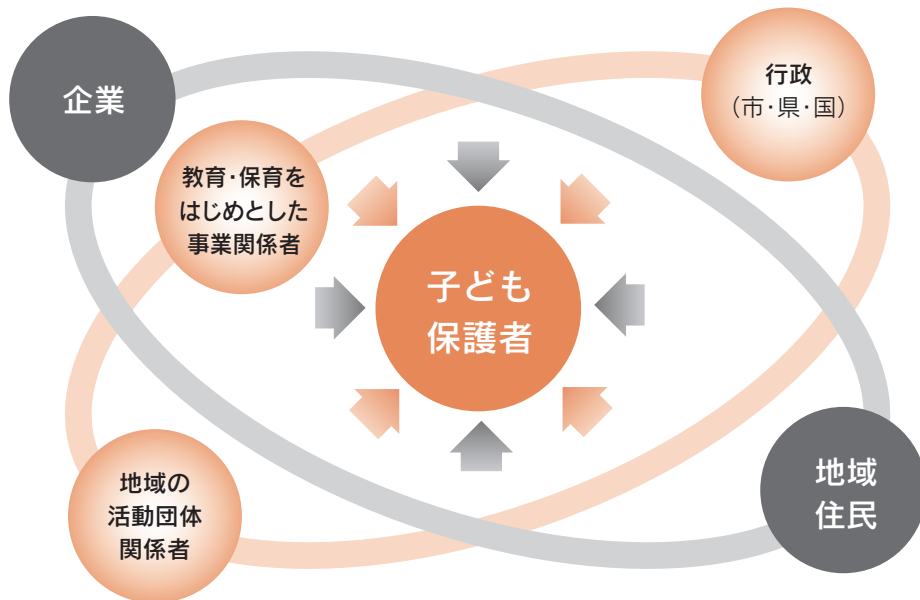 企業
行政
（市・県・国）
教育・保育を
はじめとした
事業関係者
子ども
保護者
地域の
活動団体
関係者
地域
住民